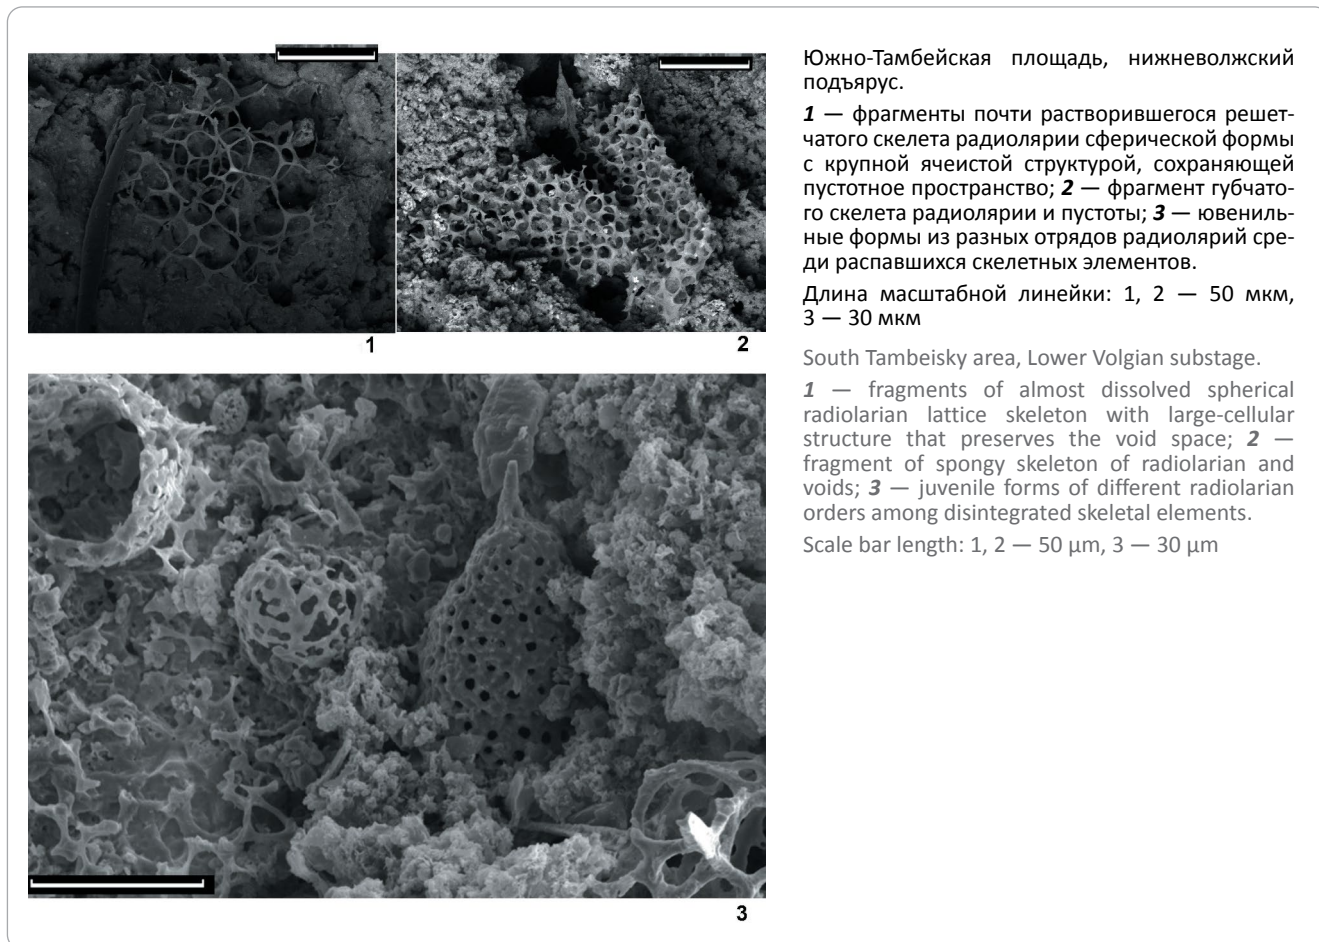 1
2
3
Южно-Тамбейская площадь, нижневолжский
подъярус.
1 — фрагменты почти растворившегося решет-
чатого скелета радиолярии сферической формы
с крупной ячеистой структурой, сохраняющей
пустотное пространство; 2 — фрагмент губчато-
го скелета радиолярии и пустоты; 3 — ювениль-
ные формы из разных отрядов радиолярий сре-
ди распавшихся скелетных элементов.
Длина масштабной линейки: 1, 2 — 50 мкм,
3 — 30 мкм
South Tambeisky area, Lower Volgian substage.
1 — fragments of almost dissolved spherical
radiolarian lattice skeleton with large-cellular
structure that preserves the void space; 2 —
fragment of spongy skeleton of radiolarian and
voids; 3 — juvenile forms of different radiolarian
orders among disintegrated skeletal elements.
Scale bar length: 1, 2 — 50 μm, 3 — 30 μm